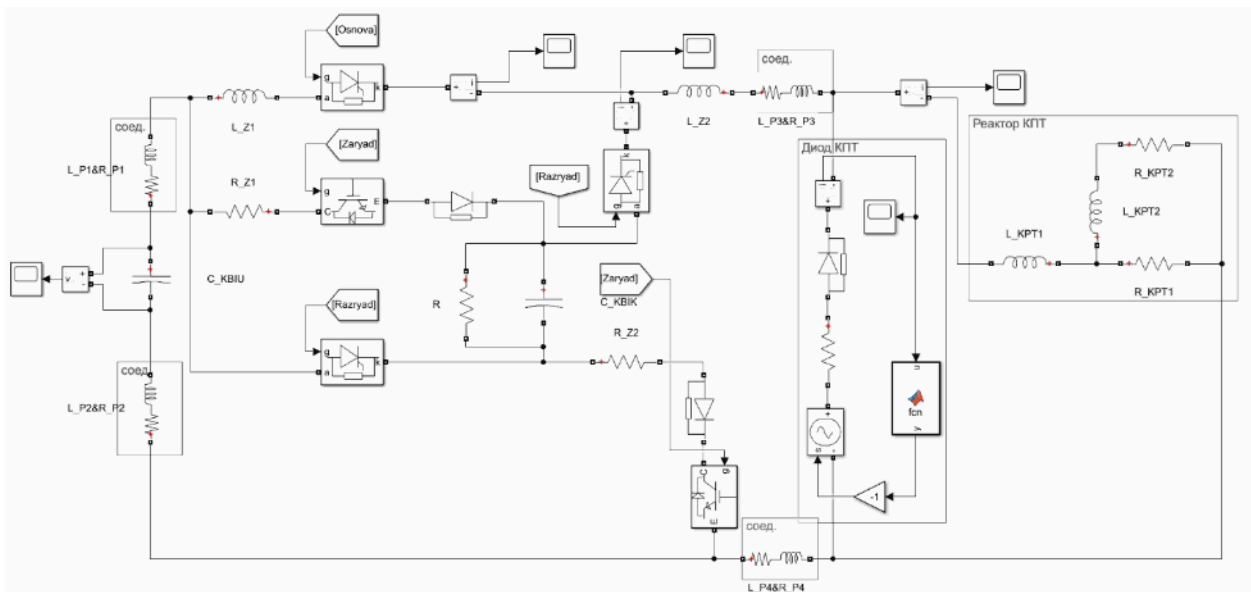 [Osnova]
g
a
k
L_Z1
+
-
i
соед.
L_Z2
L_P3&R_P3
+
-
i
соед.
L_P1&R_P1
[Zaryad]
g
C
E
R_Z1
[Razryad]
k
g
a
Диод КПТ
Реактор КПТ
R_KPT2
L_KPT2
L_KPT1
R_KPT1
v
+
-
C_KBIU
[Razryad]
g
a
k
R
[Zaryad]
C_KBIK
R_Z2
соед.
L_P2&R_P2
u
fcn
y
s
+
-
-1
C
g
E
соед.
L_P4&R_P4